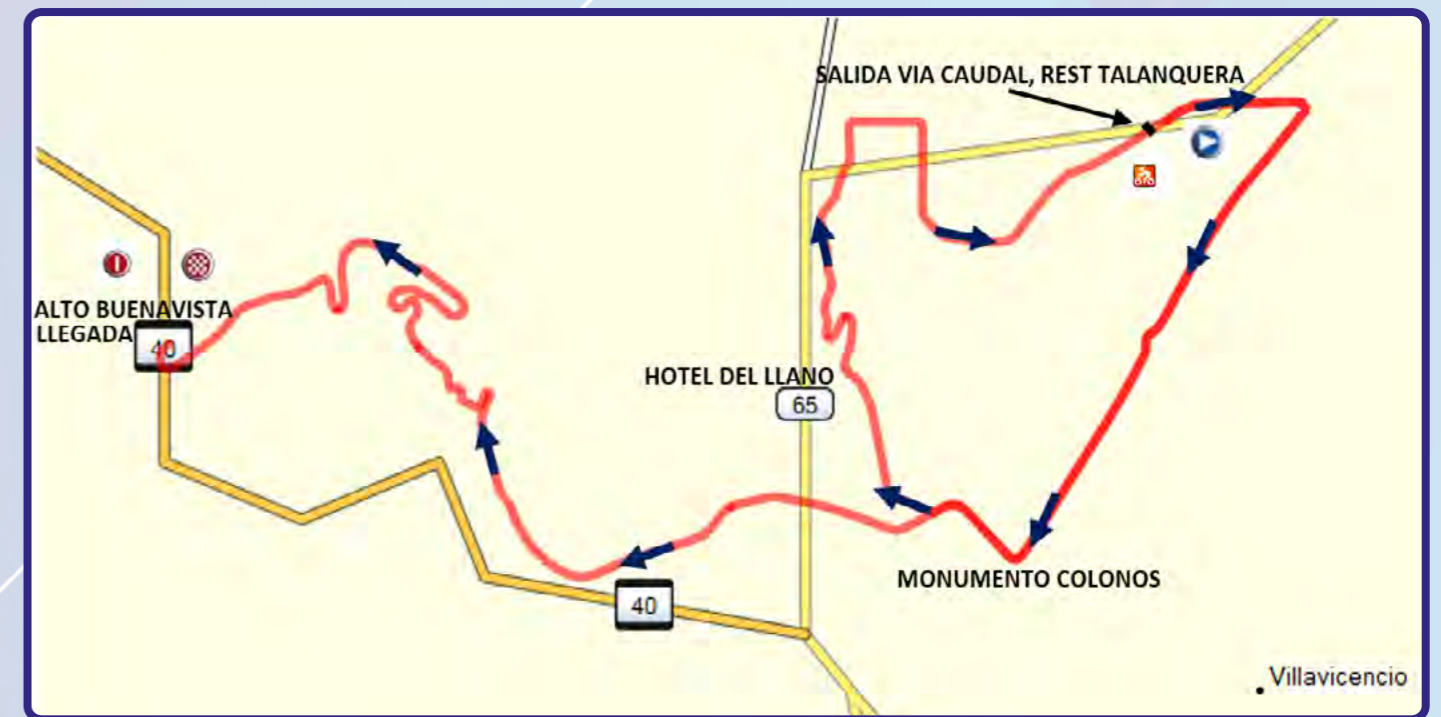 SALIDA VIA CAUDAL, REST TALANQUERA
ALTO BUENAVISTA
LLEGADA
40
HOTEL DEL LLANO
65
MONUMENTO COLONOS
40
Villavicencio